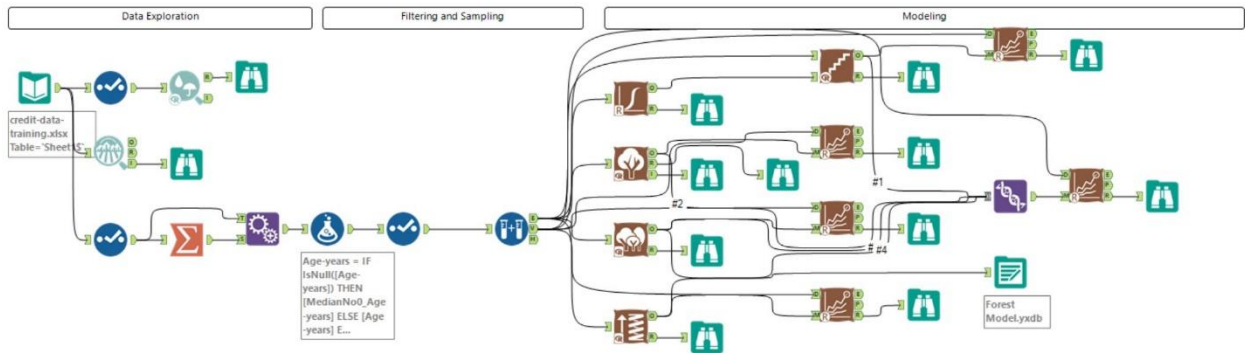 Data Exploration
Filtering and Sampling
Modeling
credit-data-
training.xlsx
Table='Sheet1$'
Age-years = IF
IsNull([Age-
years]) THEN
[MedianNo0_Age
-years] ELSE [Age
-years] E...
#1
#2
#
#4
Forest
Model.yxdb